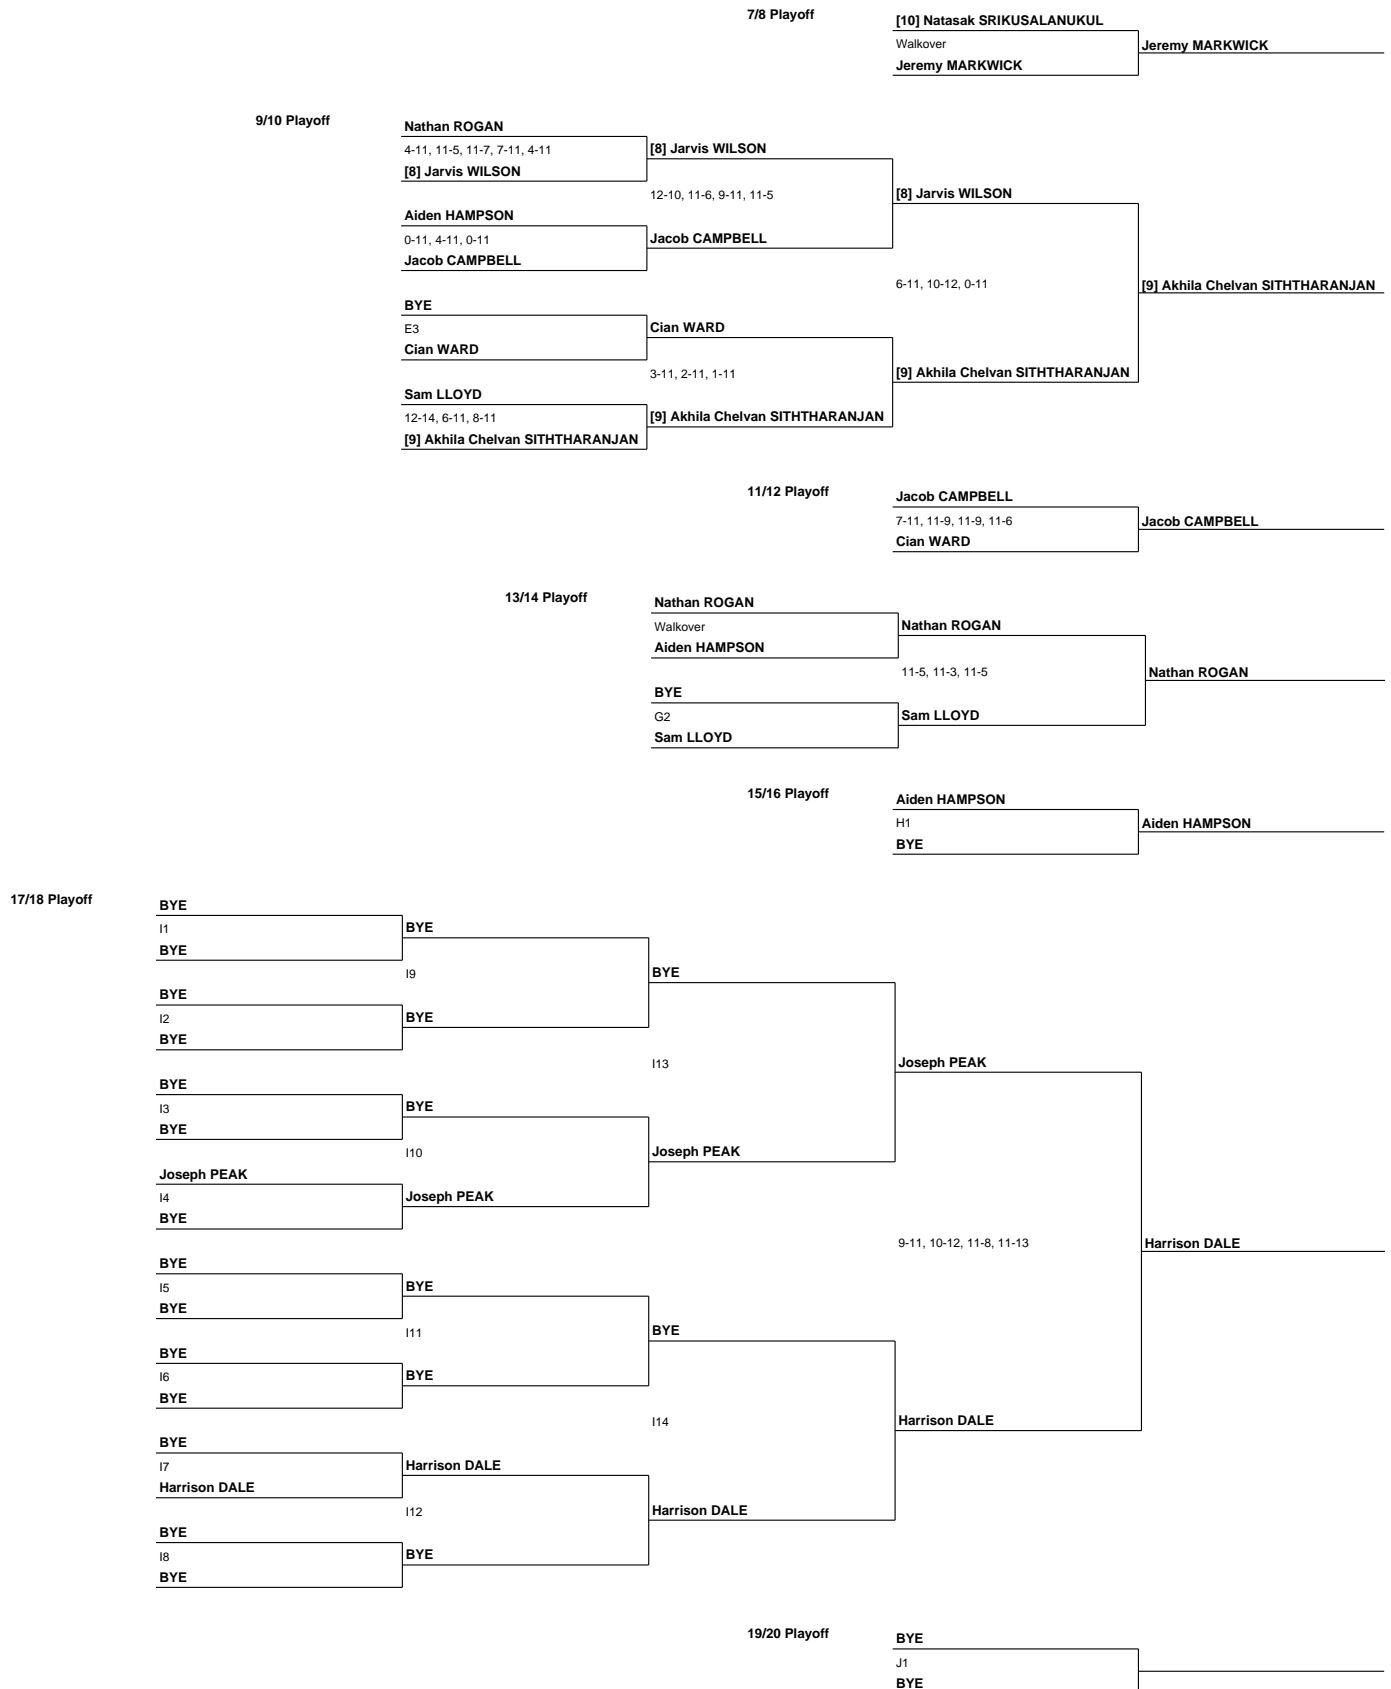 7/8 Playoff
[10] Natasak SRIKUSALANUKUL
Walkover
Jeremy MARKWICK
Jeremy MARKWICK
9/10 Playoff
Nathan ROGAN
4-11, 11-5, 11-7, 7-11, 4-11
[8] Jarvis WILSON
[8] Jarvis WILSON
12-10, 11-6, 9-11, 11-5
[8] Jarvis WILSON
Aiden HAMPSON
0-11, 4-11, 0-11
Jacob CAMPBELL
Jacob CAMPBELL
6-11, 10-12, 0-11
[9] Akhila Chelvan SITHTHARANJAN
BYE
E3
Cian WARD
Cian WARD
3-11, 2-11, 1-11
[9] Akhila Chelvan SITHTHARANJAN
Sam LLOYD
12-14, 6-11, 8-11
[9] Akhila Chelvan SITHTHARANJAN
[9] Akhila Chelvan SITHTHARANJAN
11/12 Playoff
Jacob CAMPBELL
7-11, 11-9, 11-9, 11-6
Jacob CAMPBELL
Cian WARD
13/14 Playoff
Nathan ROGAN
Walkover
Nathan ROGAN
Aiden HAMPSON
11-5, 11-3, 11-5
Nathan ROGAN
BYE
G2
Sam LLOYD
Sam LLOYD
15/16 Playoff
Aiden HAMPSON
H1
Aiden HAMPSON
BYE
17/18 Playoff
BYE
I1
BYE
BYE
I9
BYE
BYE
I2
BYE
BYE
I13
Joseph PEAK
BYE
I3
BYE
BYE
I10
Joseph PEAK
Joseph PEAK
I4
Joseph PEAK
BYE
9-11, 10-12, 11-8, 11-13
Harrison DALE
BYE
I5
BYE
BYE
I11
BYE
BYE
I6
BYE
BYE
I14
Harrison DALE
BYE
I7
Harrison DALE
Harrison DALE
I12
Harrison DALE
BYE
I8
BYE
BYE
19/20 Playoff
BYE
J1
BYE